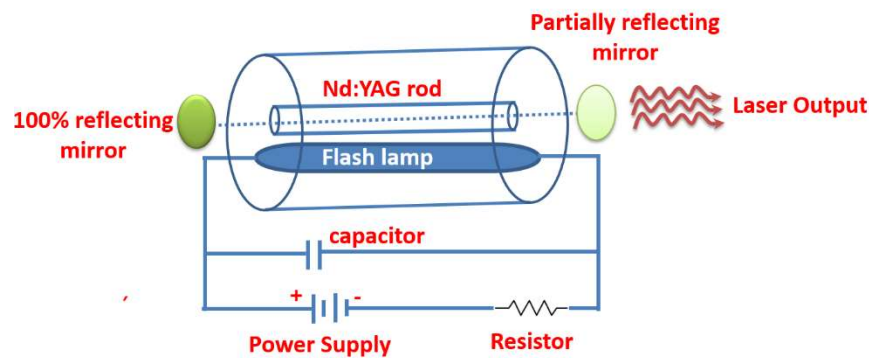 Partially reflecting
mirror
Nd:YAG rod
100% reflecting
mirror
Laser Output
Flash lamp
capacitor
+ -
Power Supply
Resistor